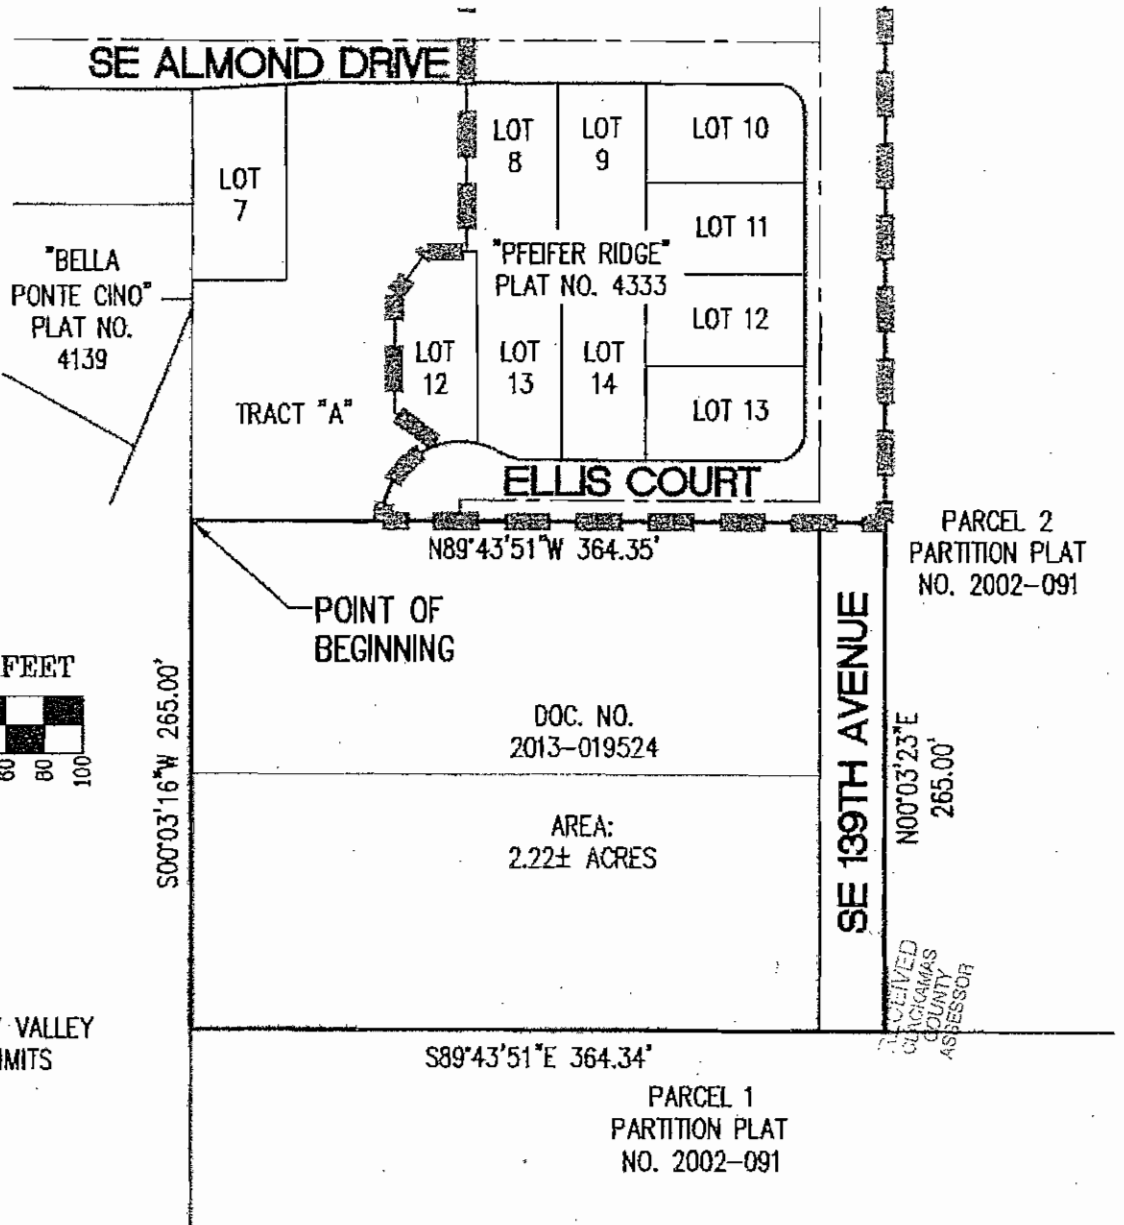 SE ALMOND DRIVE
LOT
7
LOT
8
LOT
9
LOT 10
LOT 11
LOT 12
LOT 13
"BELLA
PONTE CINO"
PLAT NO.
4139
"PFEIFER RIDGE"
PLAT NO. 4333
LOT
12
LOT
13
LOT
14
TRACT "A"
ELLIS COURT
N89°43'51"W 364.35'
PARCEL 2
PARTITION PLAT
NO. 2002-091
POINT OF
BEGINNING
FEET
60 80 100
S00°03'16"W 265.00'
DOC. NO.
2013-019524
AREA:
2.22± ACRES
SE 139TH AVENUE
N00°03'23"E
265.00'
CLACKAMAS
COUNTY
ASSESSOR
VALLEY
S89°43'51"E 364.34'
PARCEL 1
PARTITION PLAT
NO. 2002-091